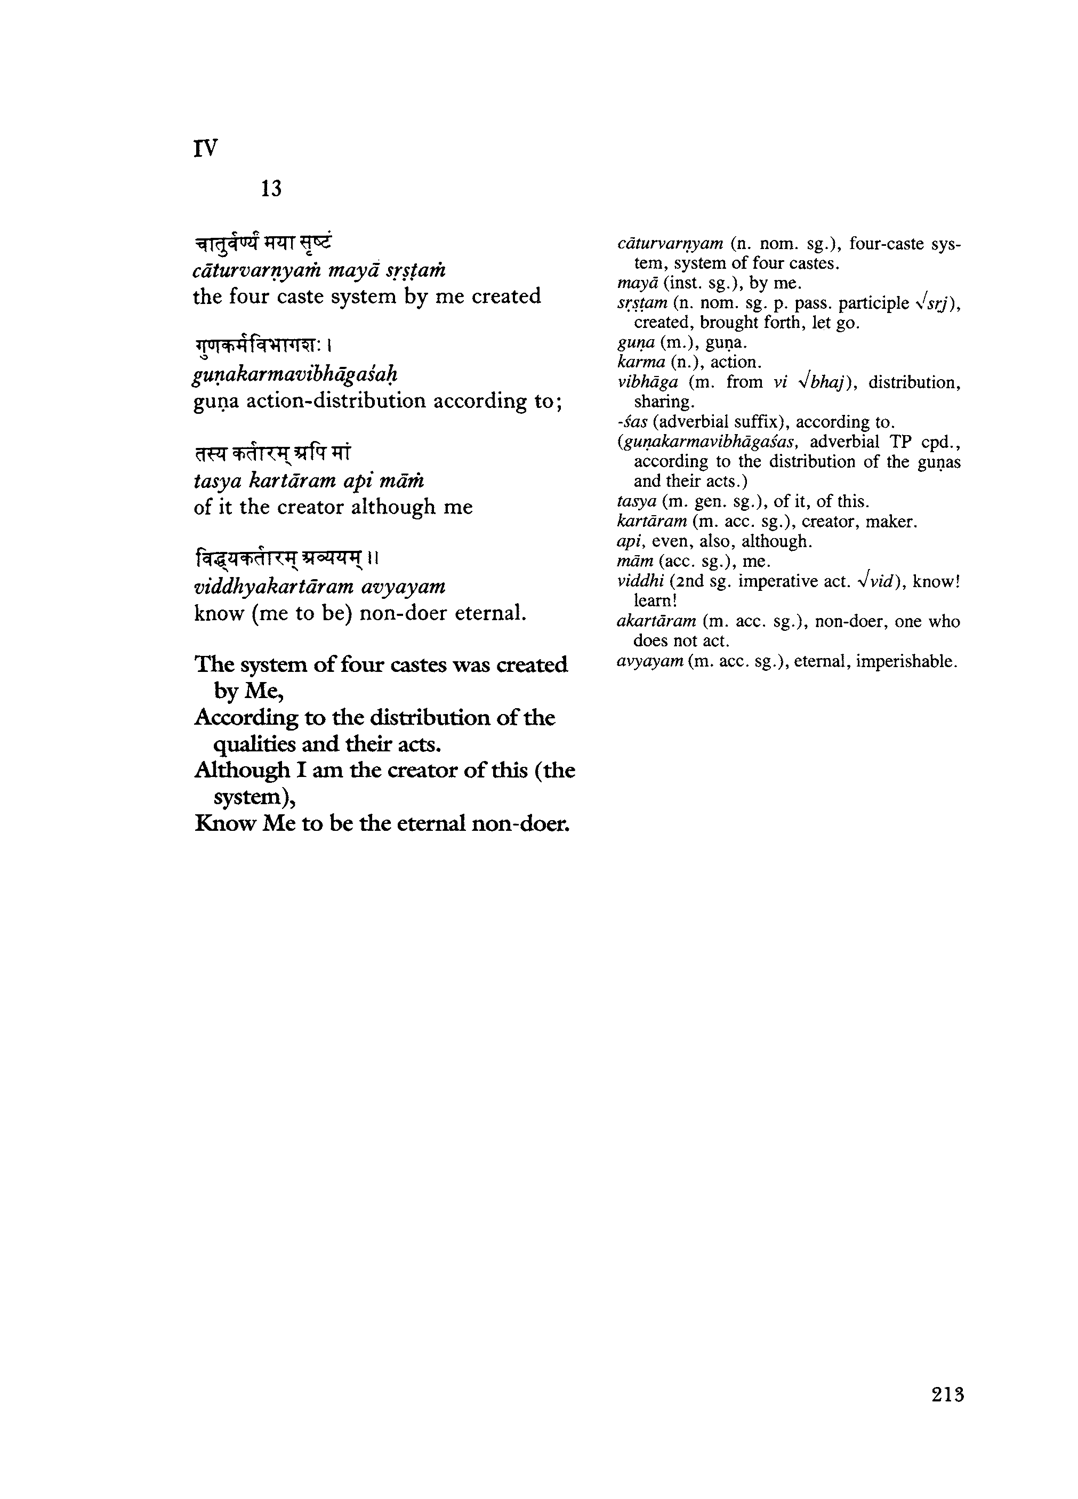 IV
13
चातुर्वर्ण्यं मया सृष्टं
cāturvarṇyaṁ mayā sṛṣṭaṁ
the four caste system by me created
गुणकर्मविभागशः ।
guṇakarmavibhāgaśaḥ
guṇa action-distribution according to;
तस्य कर्तारम् अपि मां
tasya kartāram api māṁ
of it the creator although me
विद्ध्यकर्तारम् अव्ययम् ॥
viddhyakartāram avyayam
know (me to be) non-doer eternal.
The system of four castes was created
by Me,
According to the distribution of the
qualities and their acts.
Although I am the creator of this (the
system),
Know Me to be the eternal non-doer.
cāturvarṇyam (n. nom. sg.), four-caste sys-
tem, system of four castes.
mayā (inst. sg.), by me.
sṛṣṭam (n. nom. sg. p. pass. participle √sṛj),
created, brought forth, let go.
guṇa (m.), guṇa.
karma (n.), action.
vibhāga (m. from vi √bhaj), distribution,
sharing.
-śas (adverbial suffix), according to.
(guṇakarmavibhāgaśas, adverbial TP cpd.,
according to the distribution of the guṇas
and their acts.)
tasya (m. gen. sg.), of it, of this.
kartāram (m. acc. sg.), creator, maker.
api, even, also, although.
mām (acc. sg.), me.
viddhi (2nd sg. imperative act. √vid), know!
learn!
akartāram (m. acc. sg.), non-doer, one who
does not act.
avyayam (m. acc. sg.), eternal, imperishable.
213